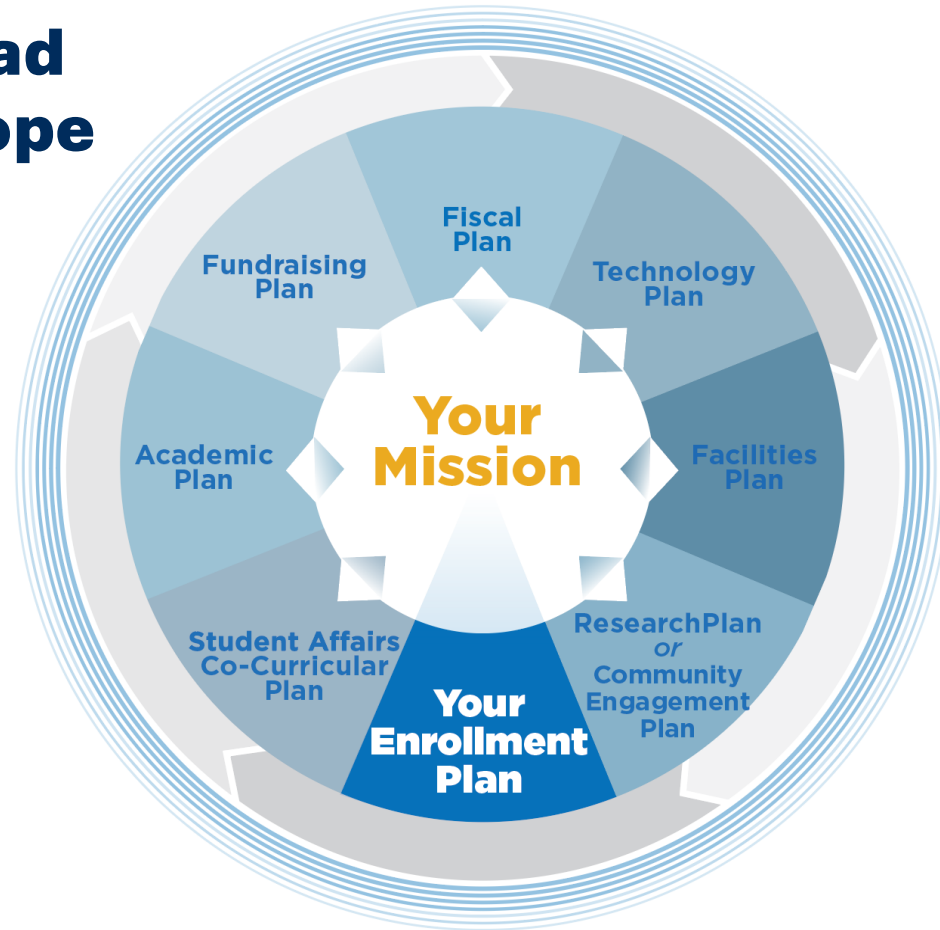 ad
ope
Fiscal
Plan
Fundraising
Plan
Technology
Plan
Your
Mission
Academic
Plan
Facilities
Plan
Student Affairs
Co-Curricular
Plan
Your
Enrollment
Plan
ResearchPlan
or
Community
Engagement
Plan